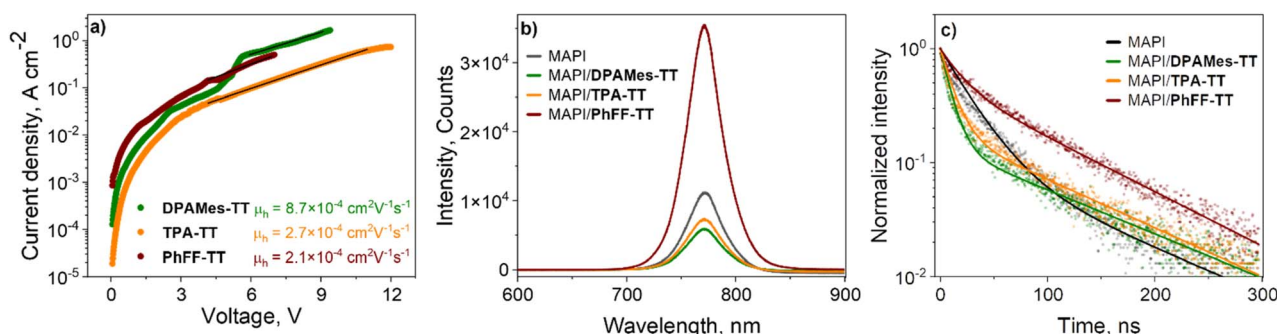 a)
Current density, A cm⁻²
10⁰
10⁻¹
10⁻²
10⁻³
10⁻⁴
10⁻⁵
DPAMes-TT μh = 8.7×10⁻⁴ cm²V⁻¹s⁻¹
TPA-TT μh = 2.7×10⁻⁴ cm²V⁻¹s⁻¹
PhFF-TT μh = 2.1×10⁻⁴ cm²V⁻¹s⁻¹
0 3 6 9 12
Voltage, V
b)
Intensity, Counts
4×10⁴
3×10⁴
2×10⁴
1×10⁴
0
MAPI
MAPI/DPAMes-TT
MAPI/TPA-TT
MAPI/PhFF-TT
600 700 800 900
Wavelength, nm
c)
Normalized intensity
10⁰
10⁻¹
10⁻²
MAPI
MAPI/DPAMes-TT
MAPI/TPA-TT
MAPI/PhFF-TT
0 100 200 300
Time, ns